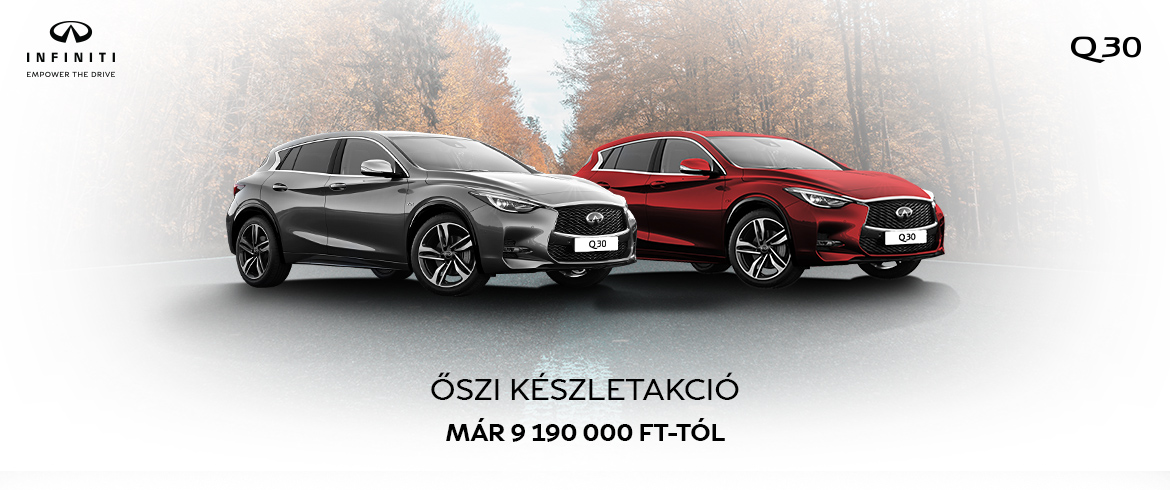 INFINITI
EMPOWER THE DRIVE
Q30
Q30
Q30
ŐSZI KÉSZLETAKCIÓ
MÁR 9 190 000 FT-TÓL